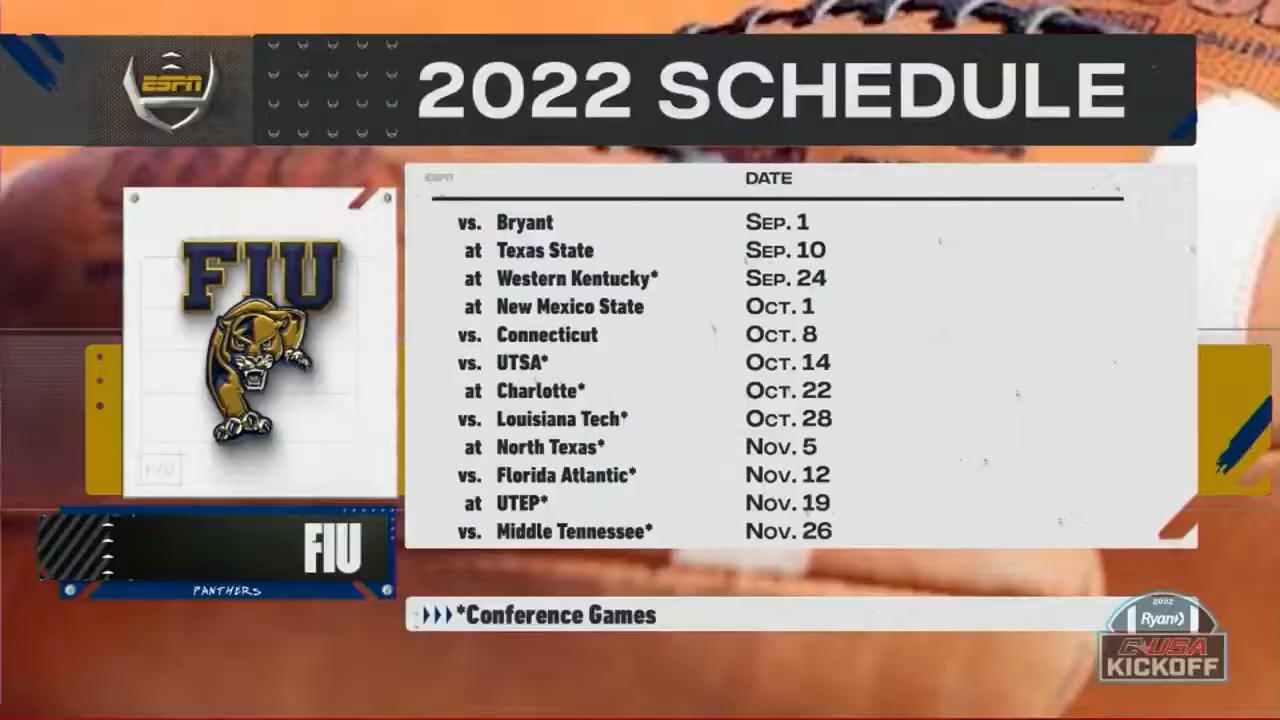 ESPN
2022 SCHEDULE
ESPN
DATE
vs. Bryant SEP. 1
at Texas State SEP. 10
at Western Kentucky* SEP. 24
at New Mexico State OCT. 1
vs. Connecticut OCT. 8
vs. UTSA* OCT. 14
at Charlotte* OCT. 22
vs. Louisiana Tech* OCT. 28
at North Texas* NOV. 5
vs. Florida Atlantic* NOV. 12
at UTEP* NOV. 19
vs. Middle Tennessee* NOV. 26
FIU
FIU
FIU
PANTHERS
*Conference Games
2022
Ryan
C-USA
KICKOFF